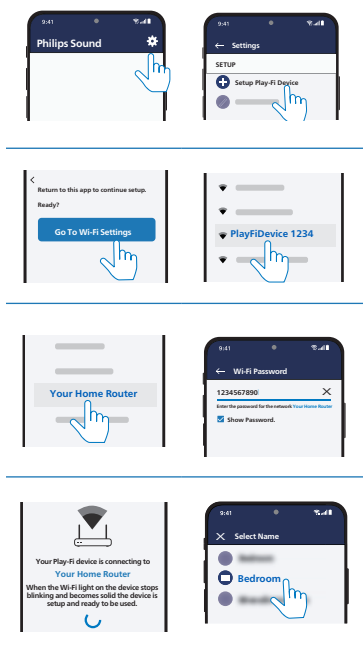 9:41
Philips Sound
9:41
← Settings
SETUP
Setup Play-Fi Device
Return to this app to continue setup.
Ready?
Go To Wi-Fi Settings
PlayFiDevice 1234
Your Home Router
9:41
← Wi-Fi Password
1234567890
Enter the password for the network Your Home Router
Show Password.
Your Play-Fi device is connecting to
Your Home Router
When the Wi-Fi light on the device stops
blinking and becomes solid the device is
setup and ready to be used.
9:41
Select Name
Bedroom